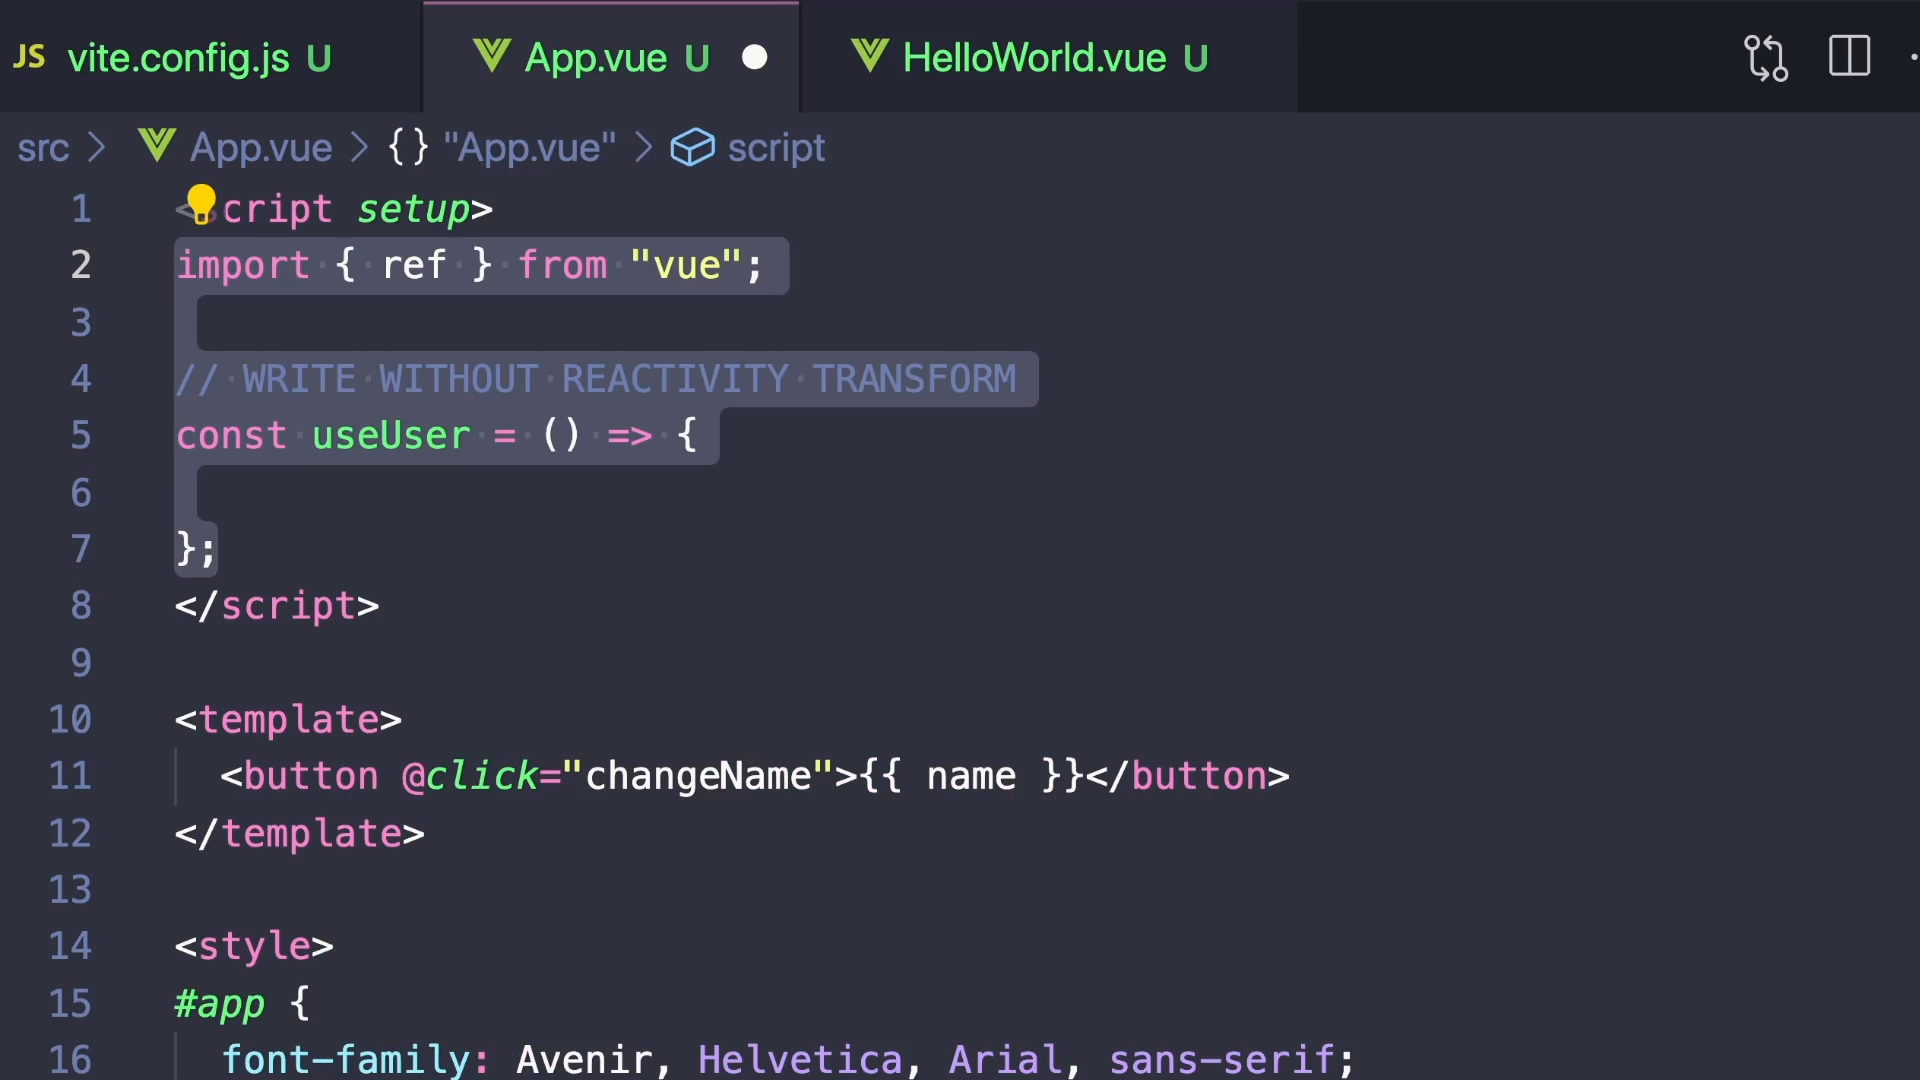 JS vite.config.js U App.vue U HelloWorld.vue U
src > App.vue > {} "App.vue" > script
1 <script setup>
2 import { ref } from "vue";
3
4 // WRITE WITHOUT REACTIVITY TRANSFORM
5 const useUser = () => {
6
7 };
8 </script>
9
10 <template>
11 <button @click="changeName">{{ name }}</button>
12 </template>
13
14 <style>
15 #app {
16 font-family: Avenir, Helvetica, Arial, sans-serif;